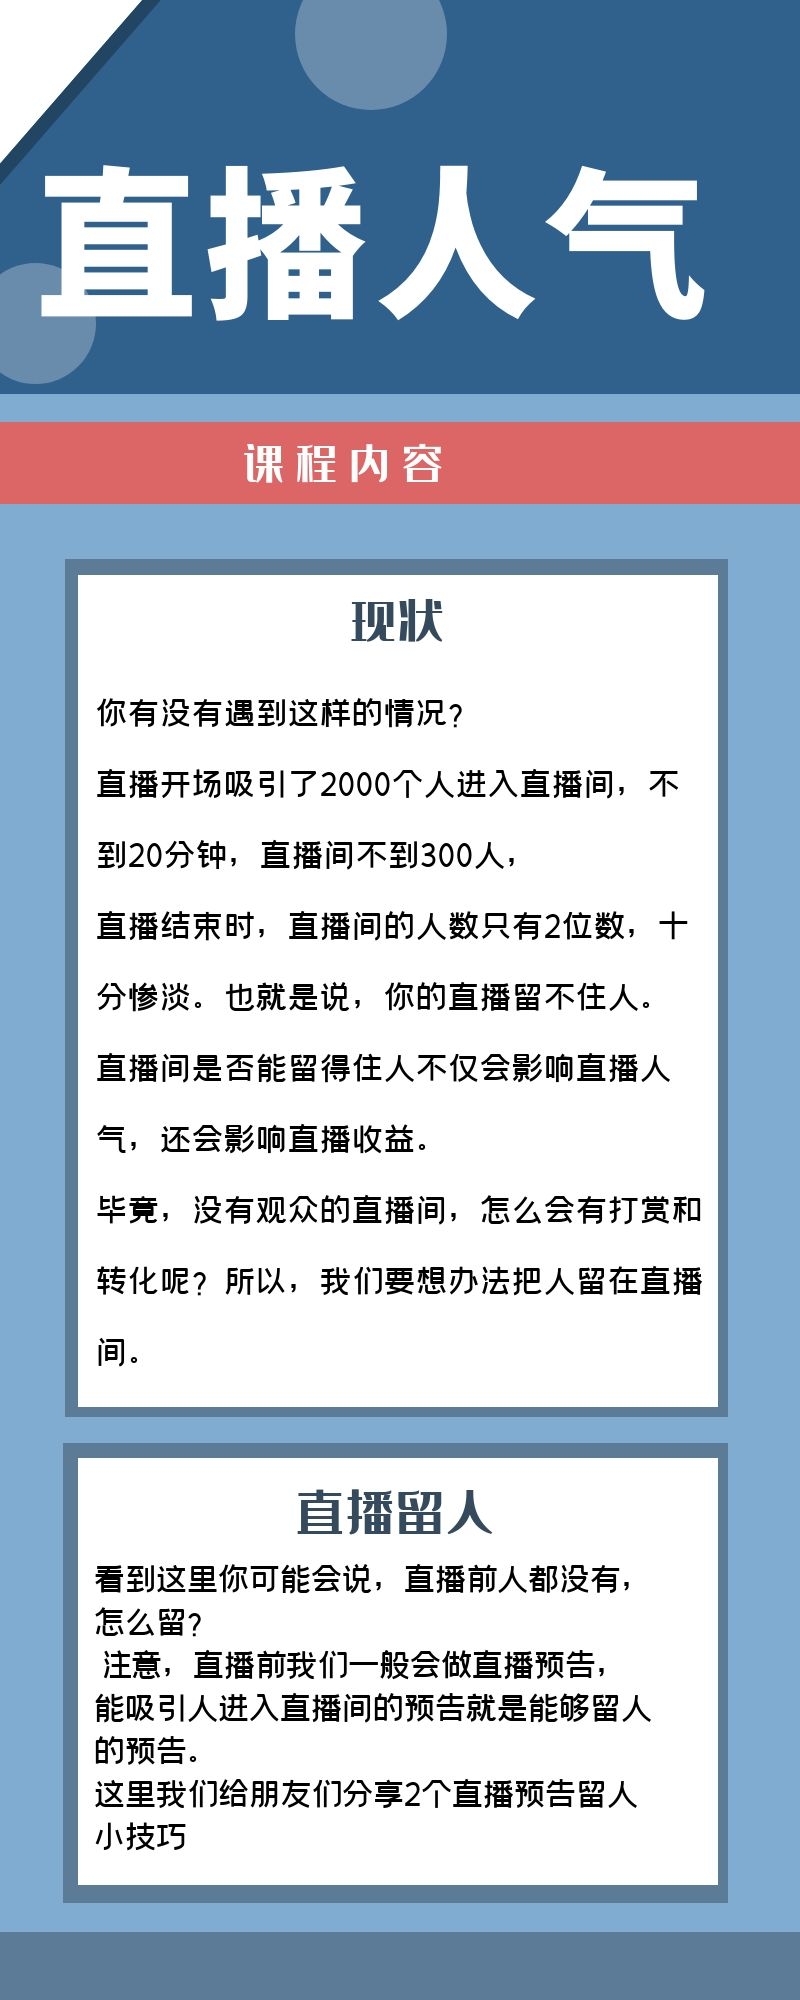 直播人气
课程内容
现状
你有没有遇到这样的情况?
直播开场吸引了2000个人进入直播间，不
到20分钟，直播间不到300人，
直播结束时，直播间的人数只有2位数，十
分惨淡。也就是说，你的直播留不住人。
直播间是否能留得住人不仅会影响直播人
气，还会影响直播收益。
毕竟，没有观众的直播间，怎么会有打赏和
转化呢？所以，我们要想办法把人留在直播
间。
直播留人
看到这里你可能会说，直播前人都没有，
怎么留?
注意，直播前我们一般会做直播预告，
能吸引人进入直播间的预告就是能够留人
的预告。
这里我们给朋友们分享2个直播预告留人
小技巧